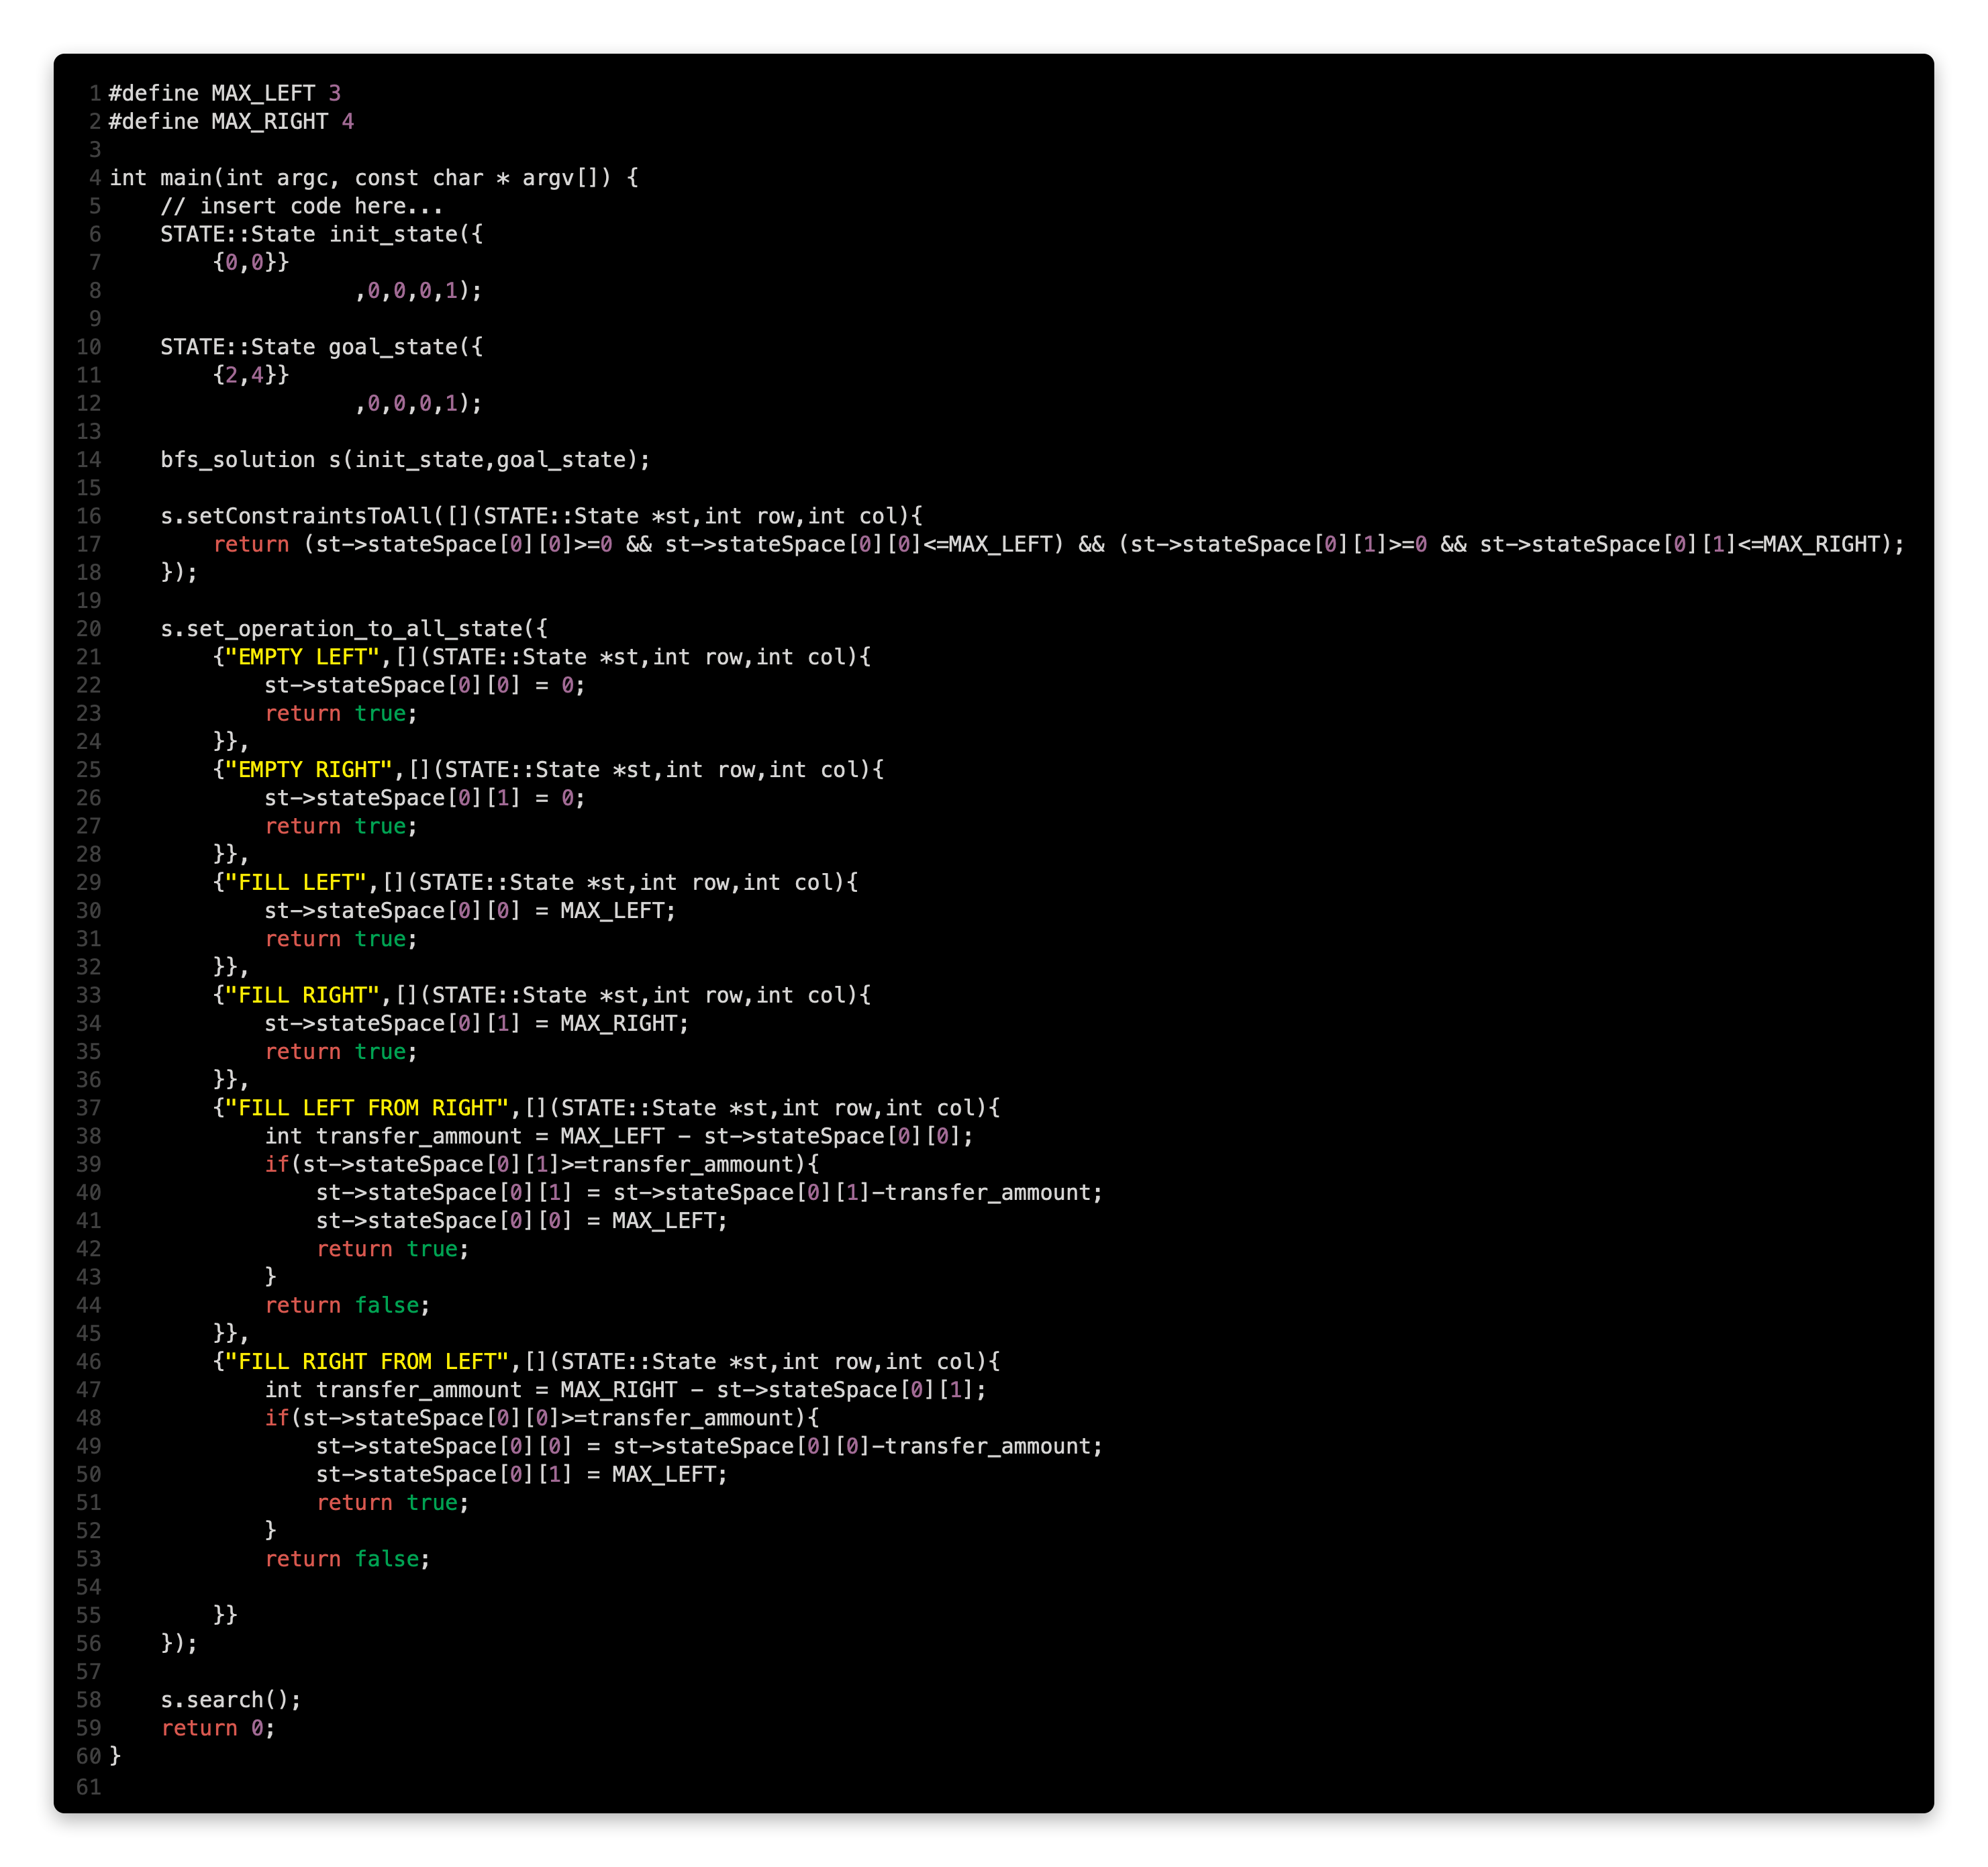 1 #define MAX_LEFT 3
2 #define MAX_RIGHT 4
3
4 int main(int argc, const char * argv[]) {
5     // insert code here...
6     STATE::State init_state({
7         {0,0}}
8                    ,0,0,0,1);
9
10     STATE::State goal_state({
11         {2,4}}
12                    ,0,0,0,1);
13
14     bfs_solution s(init_state,goal_state);
15
16     s.setConstraintsToAll([](STATE::State *st,int row,int col){
17         return (st->stateSpace[0][0]>=0 && st->stateSpace[0][0]<=MAX_LEFT) && (st->stateSpace[0][1]>=0 && st->stateSpace[0][1]<=MAX_RIGHT);
18     });
19
20     s.set_operation_to_all_state({
21         {"EMPTY LEFT",[](STATE::State *st,int row,int col){
22             st->stateSpace[0][0] = 0;
23             return true;
24         }},
25         {"EMPTY RIGHT",[](STATE::State *st,int row,int col){
26             st->stateSpace[0][1] = 0;
27             return true;
28         }},
29         {"FILL LEFT",[](STATE::State *st,int row,int col){
30             st->stateSpace[0][0] = MAX_LEFT;
31             return true;
32         }},
33         {"FILL RIGHT",[](STATE::State *st,int row,int col){
34             st->stateSpace[0][1] = MAX_RIGHT;
35             return true;
36         }},
37         {"FILL LEFT FROM RIGHT",[](STATE::State *st,int row,int col){
38             int transfer_ammount = MAX_LEFT - st->stateSpace[0][0];
39             if(st->stateSpace[0][1]>=transfer_ammount){
40                 st->stateSpace[0][1] = st->stateSpace[0][1]-transfer_ammount;
41                 st->stateSpace[0][0] = MAX_LEFT;
42                 return true;
43             }
44             return false;
45         }},
46         {"FILL RIGHT FROM LEFT",[](STATE::State *st,int row,int col){
47             int transfer_ammount = MAX_RIGHT - st->stateSpace[0][1];
48             if(st->stateSpace[0][0]>=transfer_ammount){
49                 st->stateSpace[0][0] = st->stateSpace[0][0]-transfer_ammount;
50                 st->stateSpace[0][1] = MAX_LEFT;
51                 return true;
52             }
53             return false;
54
55         }}
56     });
57
58     s.search();
59     return 0;
60 }
61